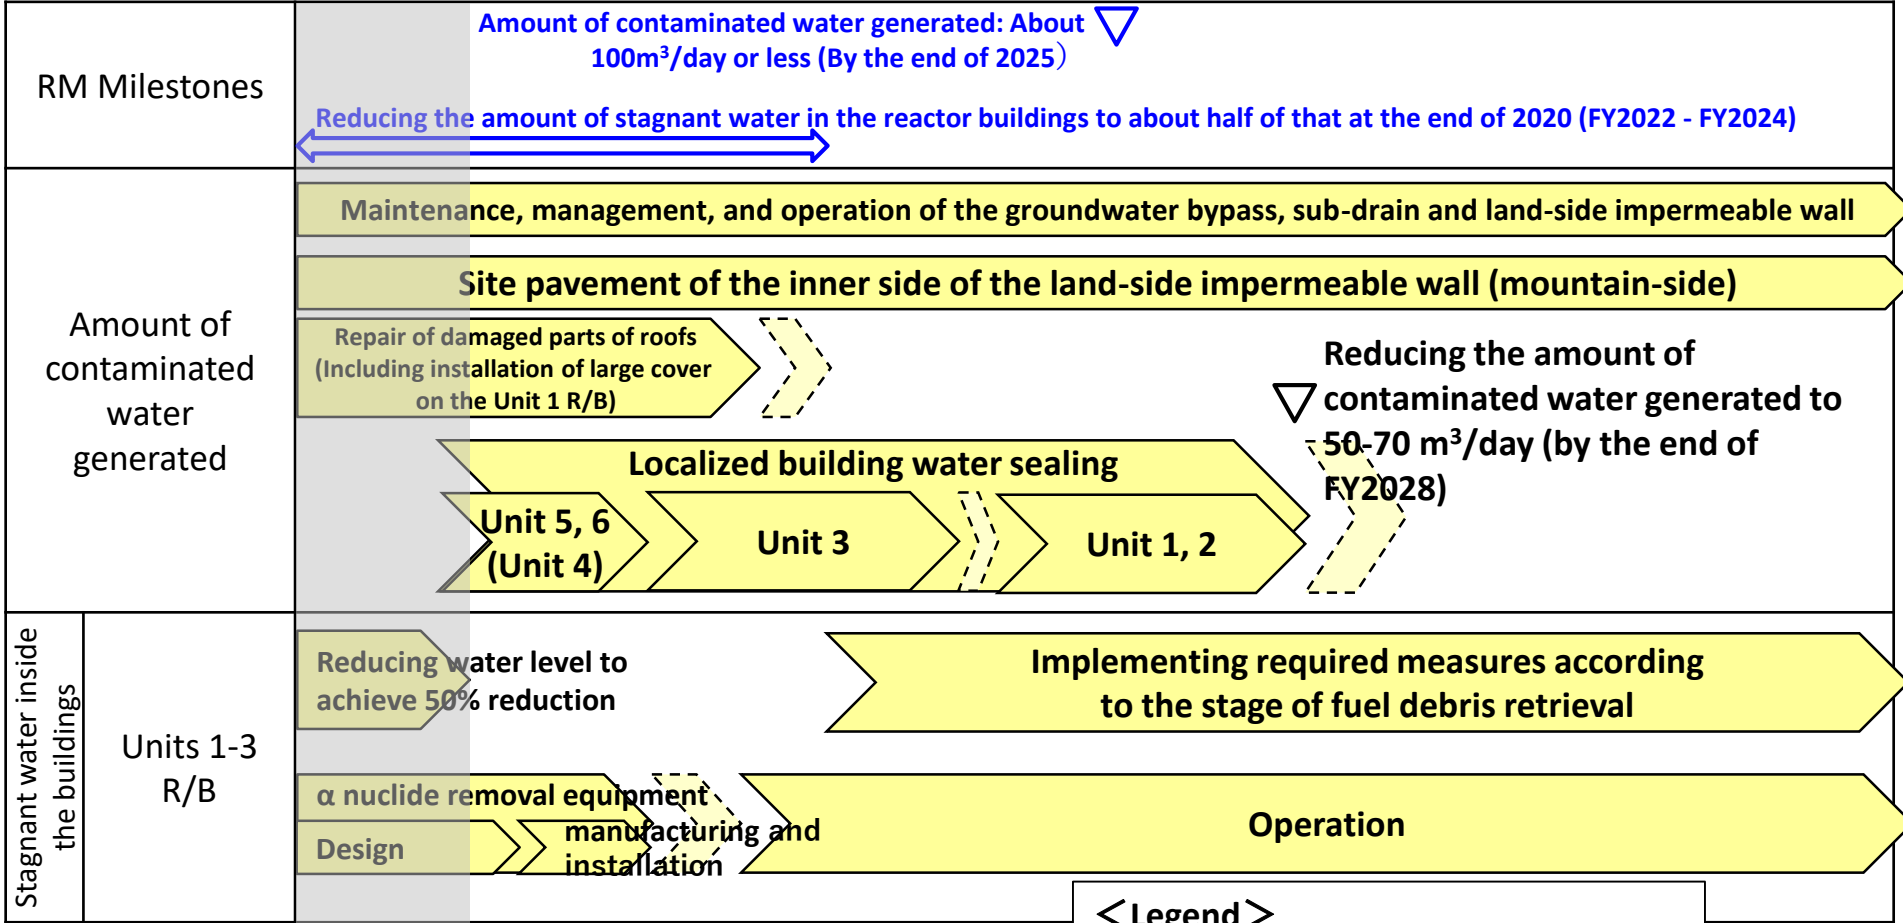 RM Milestones
Amount of contaminated water generated: About
100m³/day or less (By the end of 2025）
Reducing the amount of stagnant water in the reactor buildings to about half of that at the end of 2020 (FY2022 - FY2024)
Amount of
contaminated
water
generated
Maintenance, management, and operation of the groundwater bypass, sub-drain and land-side impermeable wall
Site pavement of the inner side of the land-side impermeable wall (mountain-side)
Repair of damaged parts of roofs
(Including installation of large cover
on the Unit 1 R/B)
Reducing the amount of
contaminated water generated to
50-70 m³/day (by the end of
FY2028)
Localized building water sealing
Unit 5, 6
(Unit 4)
Unit 3
Unit 1, 2
Stagnant water inside
the buildings
Units 1-3
R/B
Reducing water level to
achieve 50% reduction
Implementing required measures according
to the stage of fuel debris retrieval
α nuclide removal equipment
Design
manufacturing and
installation
Operation
＜Legend＞